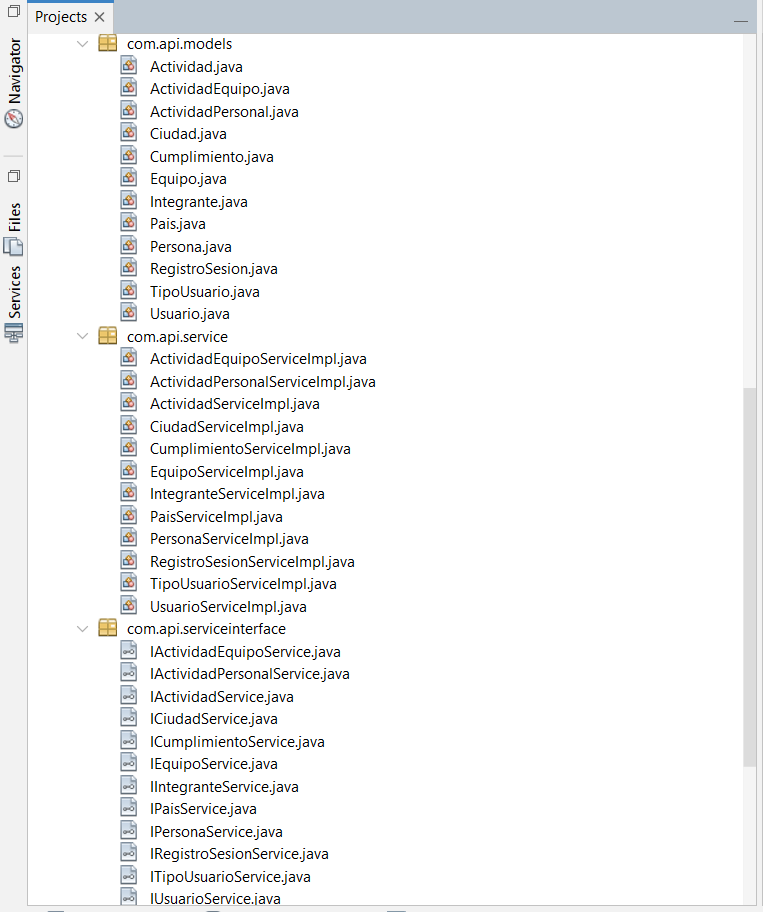 Projects
Navigator
Files
Services
com.api.models
Actividad.java
ActividadEquipo.java
ActividadPersonal.java
Ciudad.java
Cumplimiento.java
Equipo.java
Integrante.java
Pais.java
Persona.java
RegistroSesion.java
TipoUsuario.java
Usuario.java
com.api.service
ActividadEquipoServiceImpl.java
ActividadPersonalServiceImpl.java
ActividadServiceImpl.java
CiudadServiceImpl.java
CumplimientoServiceImpl.java
EquipoServiceImpl.java
IntegranteServiceImpl.java
PaisServiceImpl.java
PersonaServiceImpl.java
RegistroSesionServiceImpl.java
TipoUsuarioServiceImpl.java
UsuarioServiceImpl.java
com.api.serviceinterface
IActividadEquipoService.java
IActividadPersonalService.java
IActividadService.java
ICiudadService.java
ICumplimientoService.java
IEquipoService.java
IIntegranteService.java
IPaisService.java
IPersonaService.java
IRegistroSesionService.java
ITipoUsuarioService.java
IUsuarioService.java